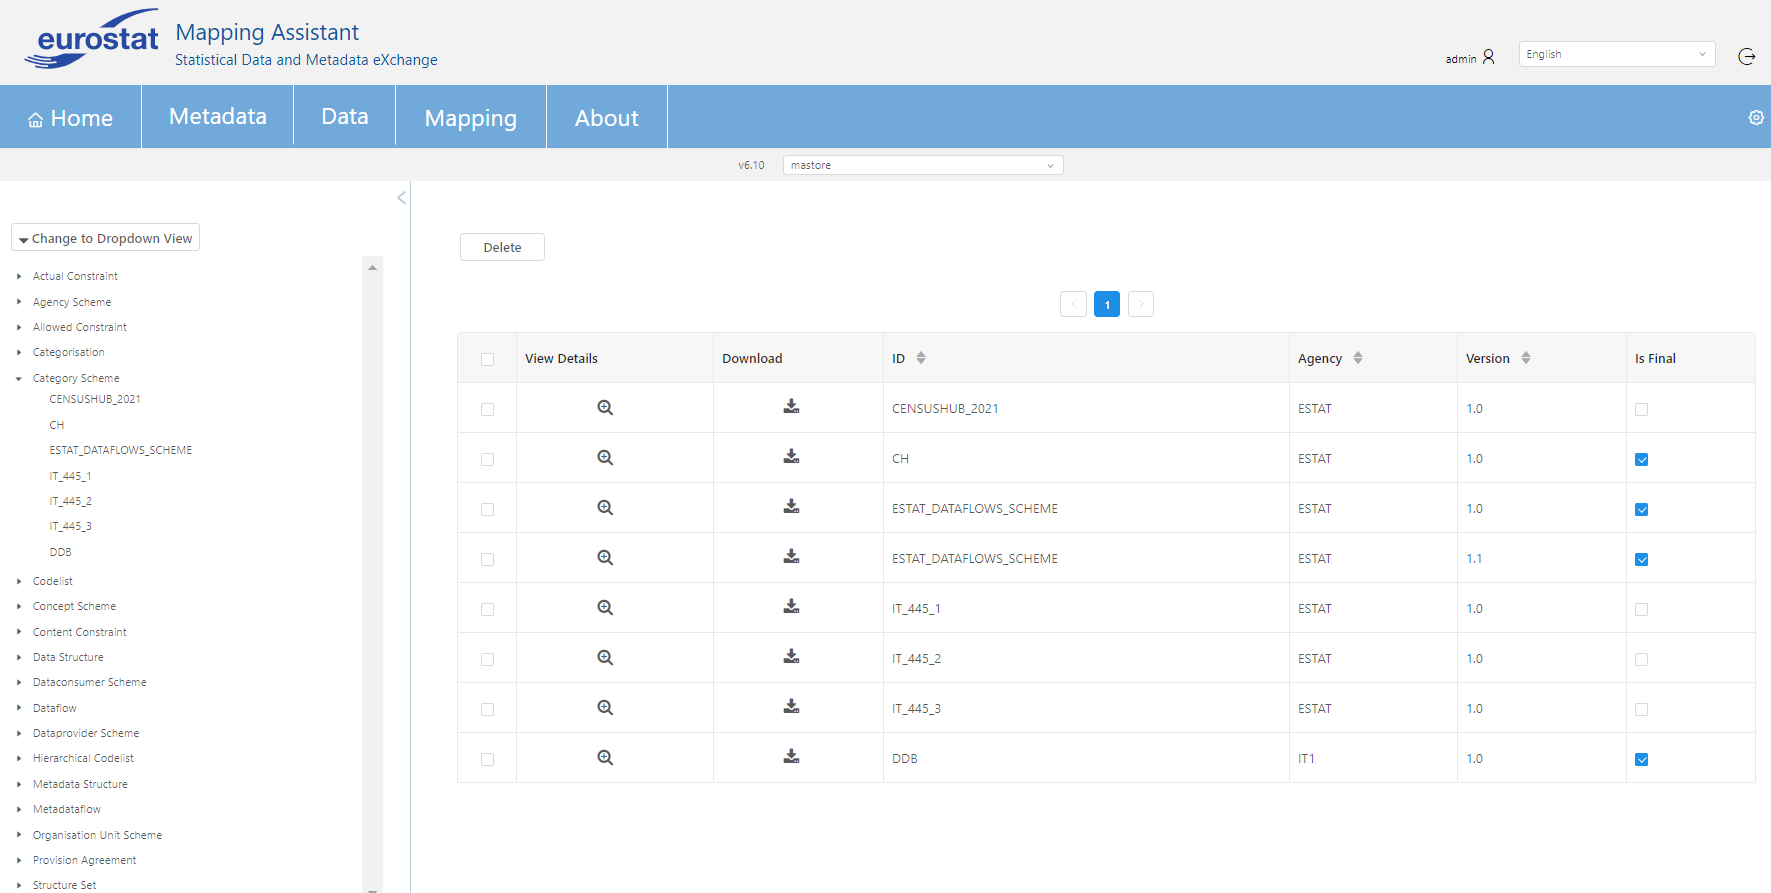 eurostat
Mapping Assistant
Statistical Data and Metadata eXchange
admin
English
Home
Metadata
Data
Mapping
About
v6.10
mastore
Change to Dropdown View
Actual Constraint
Agency Scheme
Allowed Constraint
Categorisation
Category Scheme
CENSUSHUB_2021
CH
ESTAT_DATAFLOWS_SCHEME
IT_445_1
IT_445_2
IT_445_3
DDB
Codelist
Concept Scheme
Content Constraint
Data Structure
Dataconsumer Scheme
Dataflow
Dataprovider Scheme
Hierarchical Codelist
Metadata Structure
Metadataflow
Organisation Unit Scheme
Provision Agreement
Structure Set
Delete
1
View Details Download ID Agency Version Is Final
CENSUSHUB_2021 ESTAT 1.0
CH ESTAT 1.0
ESTAT_DATAFLOWS_SCHEME ESTAT 1.0
ESTAT_DATAFLOWS_SCHEME ESTAT 1.1
IT_445_1 ESTAT 1.0
IT_445_2 ESTAT 1.0
IT_445_3 ESTAT 1.0
DDB IT1 1.0